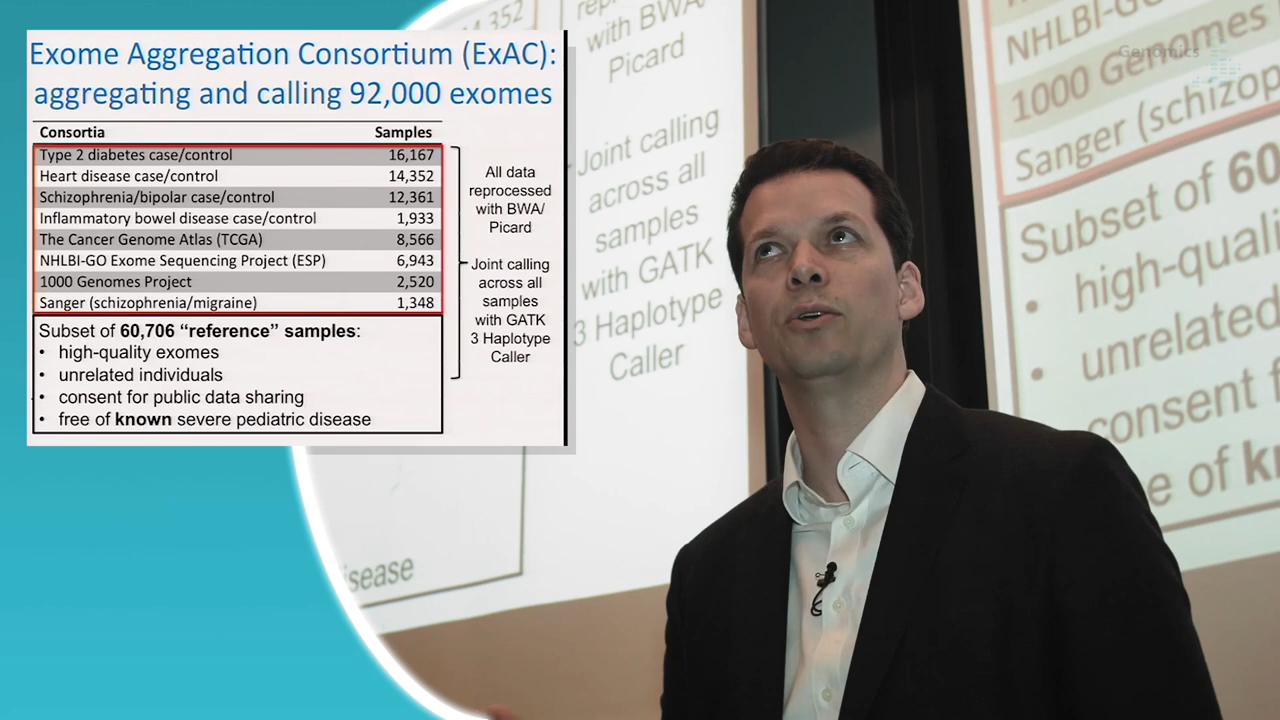 Exome Aggregation Consortium (ExAC):
aggregating and calling 92,000 exomes
Consortia Samples
Type 2 diabetes case/control 16,167
Heart disease case/control 14,352
Schizophrenia/bipolar case/control 12,361
Inflammatory bowel disease case/control 1,933
The Cancer Genome Atlas (TCGA) 8,566
NHLBI-GO Exome Sequencing Project (ESP) 6,943
1000 Genomes Project 2,520
Sanger (schizophrenia/migraine) 1,348
Subset of 60,706 “reference” samples:
• high-quality exomes
• unrelated individuals
• consent for public data sharing
• free of known severe pediatric disease
All data
reprocessed
with BWA/
Picard
Joint calling
across all
samples
with GATK
3 Haplotype
Caller
14,352
rep
with BWA/
Picard
Joint calling
across all
samples
with GATK
3 Haplotype
Caller
isease
Genomics
NHLBI-GO
1000 Genomes
Sanger (schizop
Subset of 60
• high-quali
• unrelated
consent f
e of k